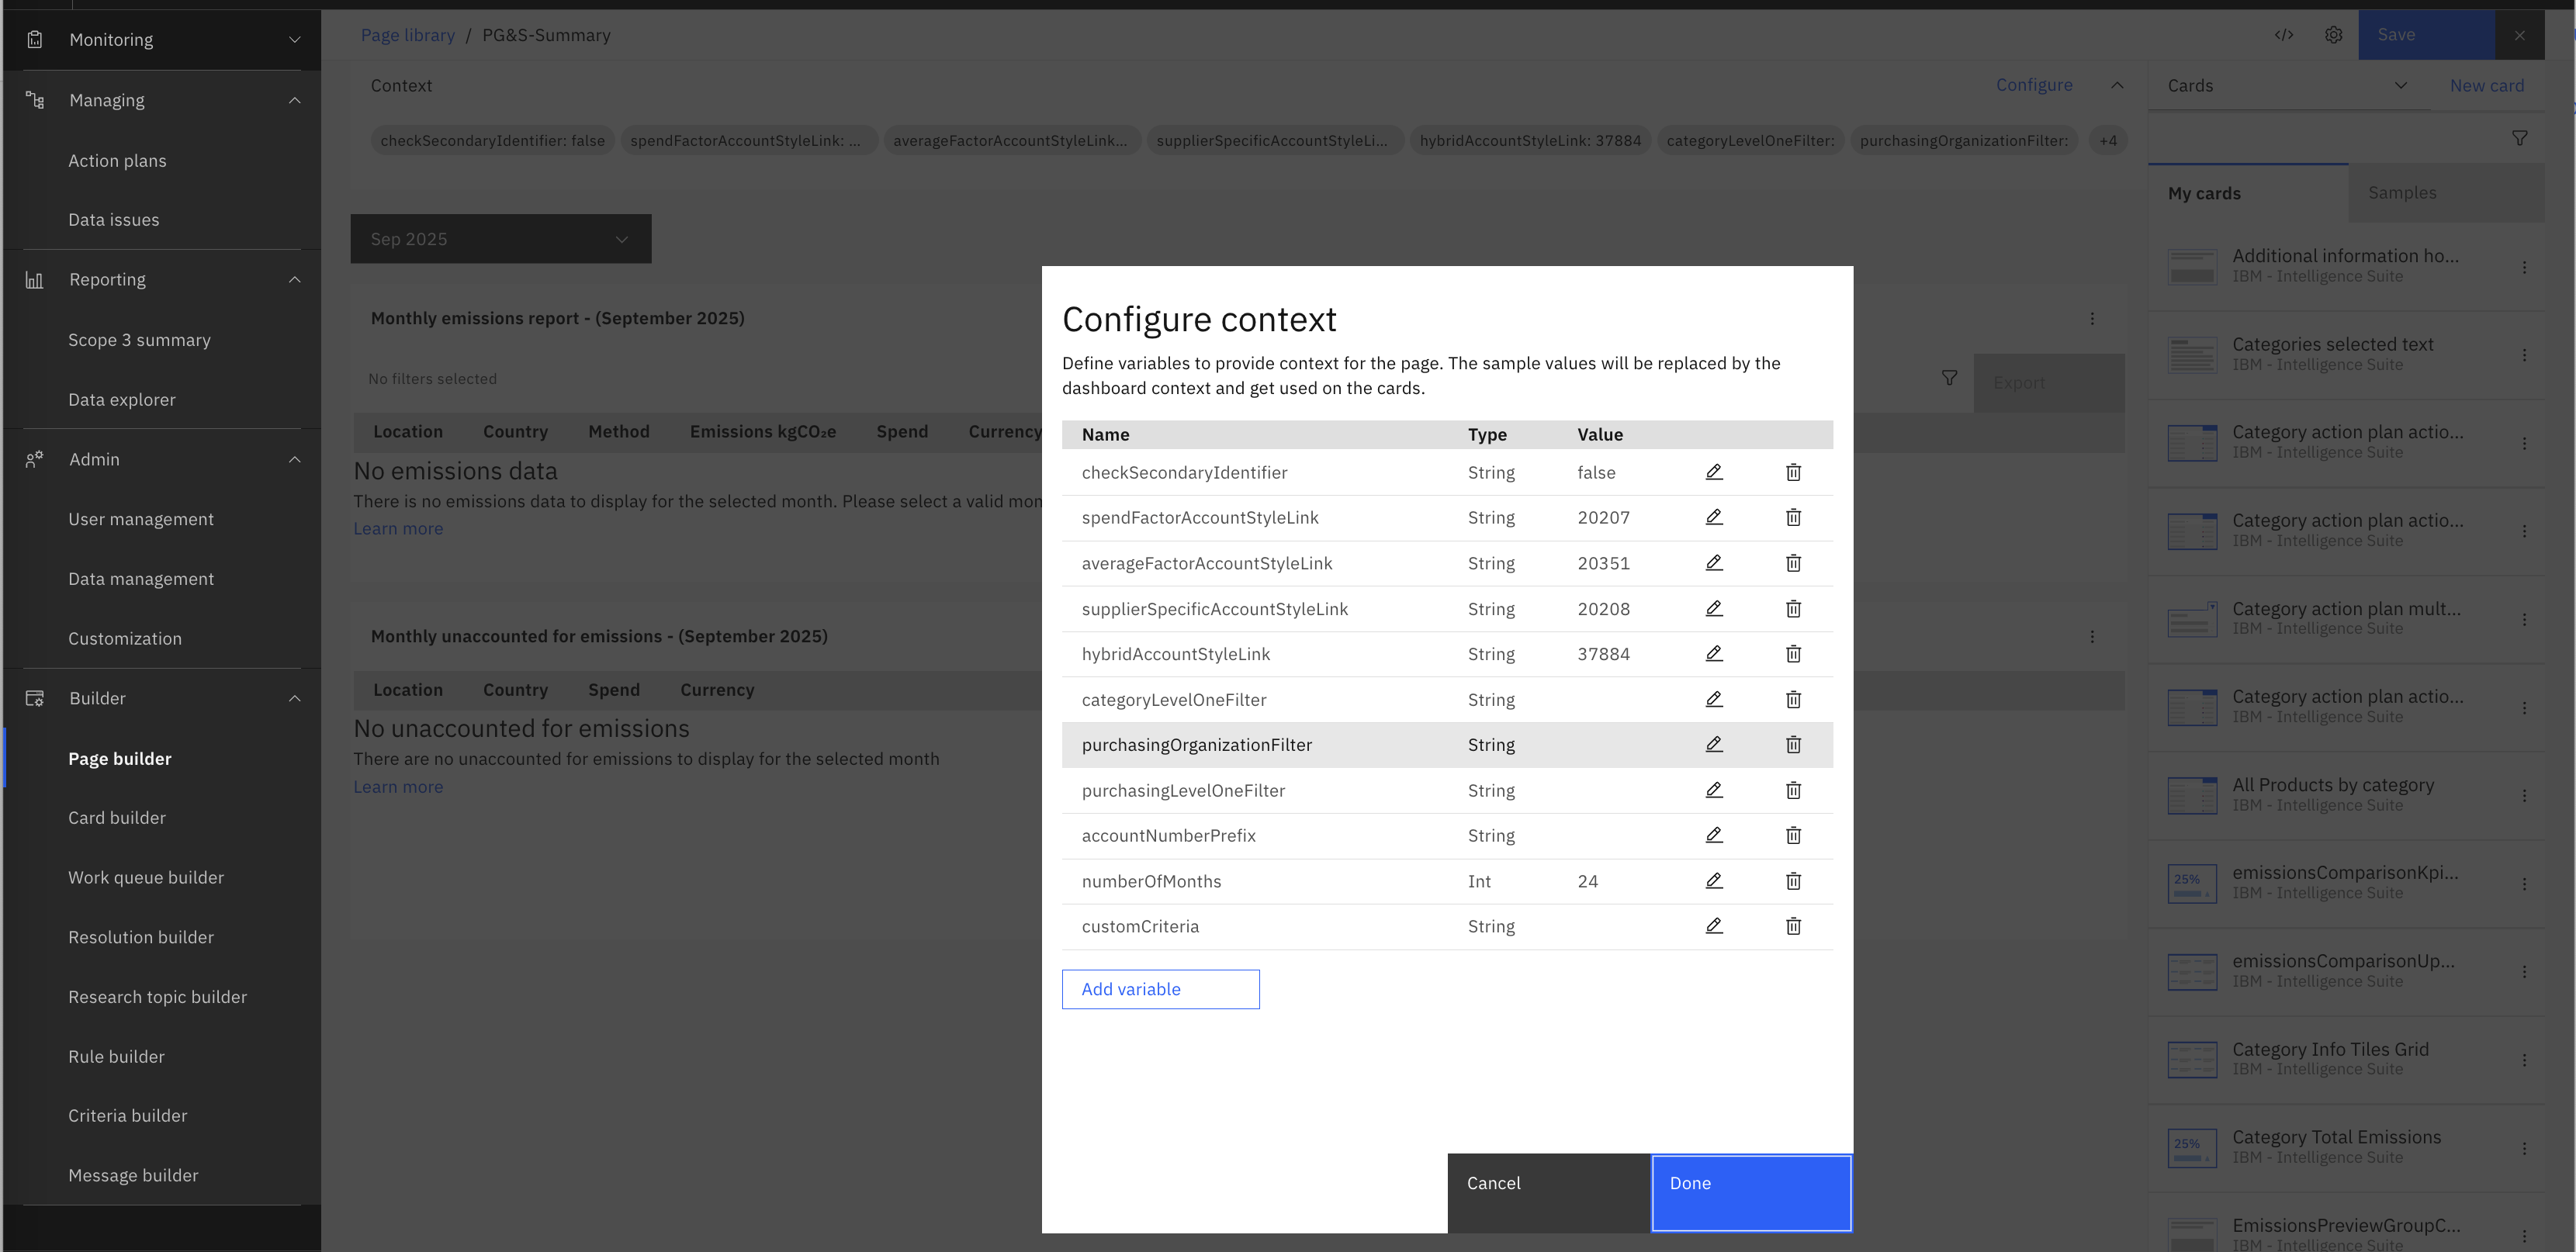 Monitoring
Managing
Action plans
Data issues
Reporting
Scope 3 summary
Data explorer
Admin
User management
Data management
Customization
Builder
Page builder
Card builder
Work queue builder
Resolution builder
Research topic builder
Rule builder
Criteria builder
Message builder
Page library / PG&S-Summary
</> Save
Context Configure
checkSecondaryIdentifier: false spendFactorAccountStyleLink: ... averageFactorAccountStyleLink... supplierSpecificAccountStyleLi... hybridAccountStyleLink: 37884 categoryLevelOneFilter: purchasingOrganizationFilter: +4
Sep 2025
Monthly emissions report - (September 2025)
No filters selected
Export
Location Country Method Emissions kgCO₂e Spend Currency
No emissions data
There is no emissions data to display for the selected month. Please select a valid mon
Learn more
Monthly unaccounted for emissions - (September 2025)
Location Country Spend Currency
No unaccounted for emissions
There are no unaccounted for emissions to display for the selected month
Learn more
Configure context
Define variables to provide context for the page. The sample values will be replaced by the
dashboard context and get used on the cards.
Name Type Value
checkSecondaryIdentifier String false
spendFactorAccountStyleLink String 20207
averageFactorAccountStyleLink String 20351
supplierSpecificAccountStyleLink String 20208
hybridAccountStyleLink String 37884
categoryLevelOneFilter String
purchasingOrganizationFilter String
purchasingLevelOneFilter String
accountNumberPrefix String
numberOfMonths Int 24
customCriteria String
Add variable
Cancel Done
Cards New card
My cards Samples
Additional information ho...
IBM - Intelligence Suite
Categories selected text
IBM - Intelligence Suite
Category action plan actio...
IBM - Intelligence Suite
Category action plan actio...
IBM - Intelligence Suite
Category action plan mult...
IBM - Intelligence Suite
Category action plan actio...
IBM - Intelligence Suite
All Products by category
IBM - Intelligence Suite
25%
emissionsComparisonKpi...
IBM - Intelligence Suite
emissionsComparisonUp...
IBM - Intelligence Suite
Category Info Tiles Grid
IBM - Intelligence Suite
25%
Category Total Emissions
IBM - Intelligence Suite
EmissionsPreviewGroupC...
IBM - Intelligence Suite